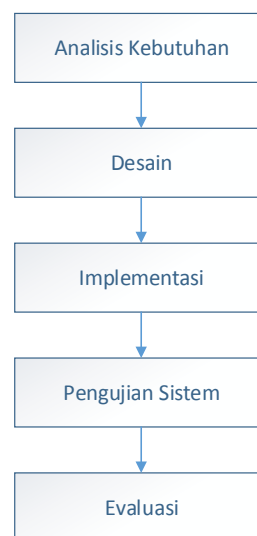 Analisis Kebutuhan
Desain
Implementasi
Pengujian Sistem
Evaluasi